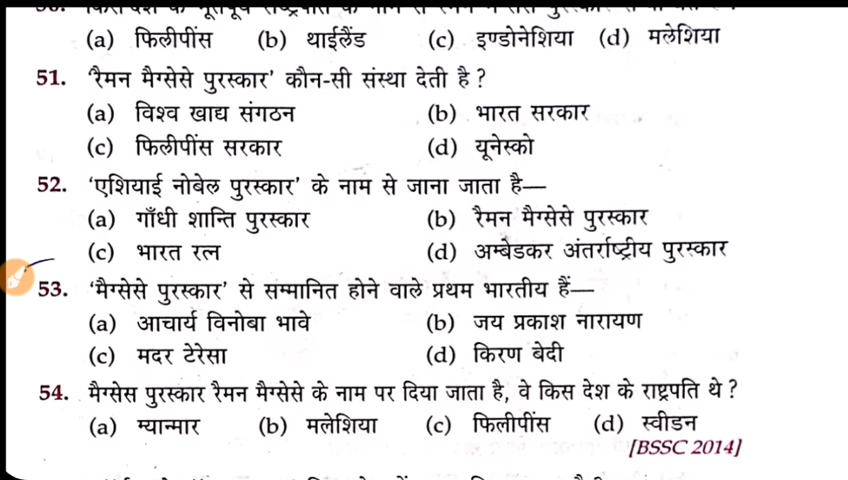 (a) फिलीपींस (b) थाईलैंड (c) इण्डोनेशिया (d) मलेशिया
51. ‘रैमन मैग्सेसे पुरस्कार’ कौन-सी संस्था देती है ?
(a) विश्व खाद्य संगठन (b) भारत सरकार
(c) फिलीपींस सरकार (d) यूनेस्को
52. ‘एशियाई नोबेल पुरस्कार’ के नाम से जाना जाता है—
(a) गाँधी शान्ति पुरस्कार (b) रैमन मैग्सेसे पुरस्कार
(c) भारत रत्न (d) अम्बेडकर अंतर्राष्ट्रीय पुरस्कार
53. ‘मैग्सेसे पुरस्कार’ से सम्मानित होने वाले प्रथम भारतीय हैं—
(a) आचार्य विनोबा भावे (b) जय प्रकाश नारायण
(c) मदर टेरेसा (d) किरण बेदी
54. मैग्सेस पुरस्कार रैमन मैग्सेसे के नाम पर दिया जाता है, वे किस देश के राष्ट्रपति थे ?
(a) म्यान्मार (b) मलेशिया (c) फिलीपींस (d) स्वीडन
[BSSC 2014]